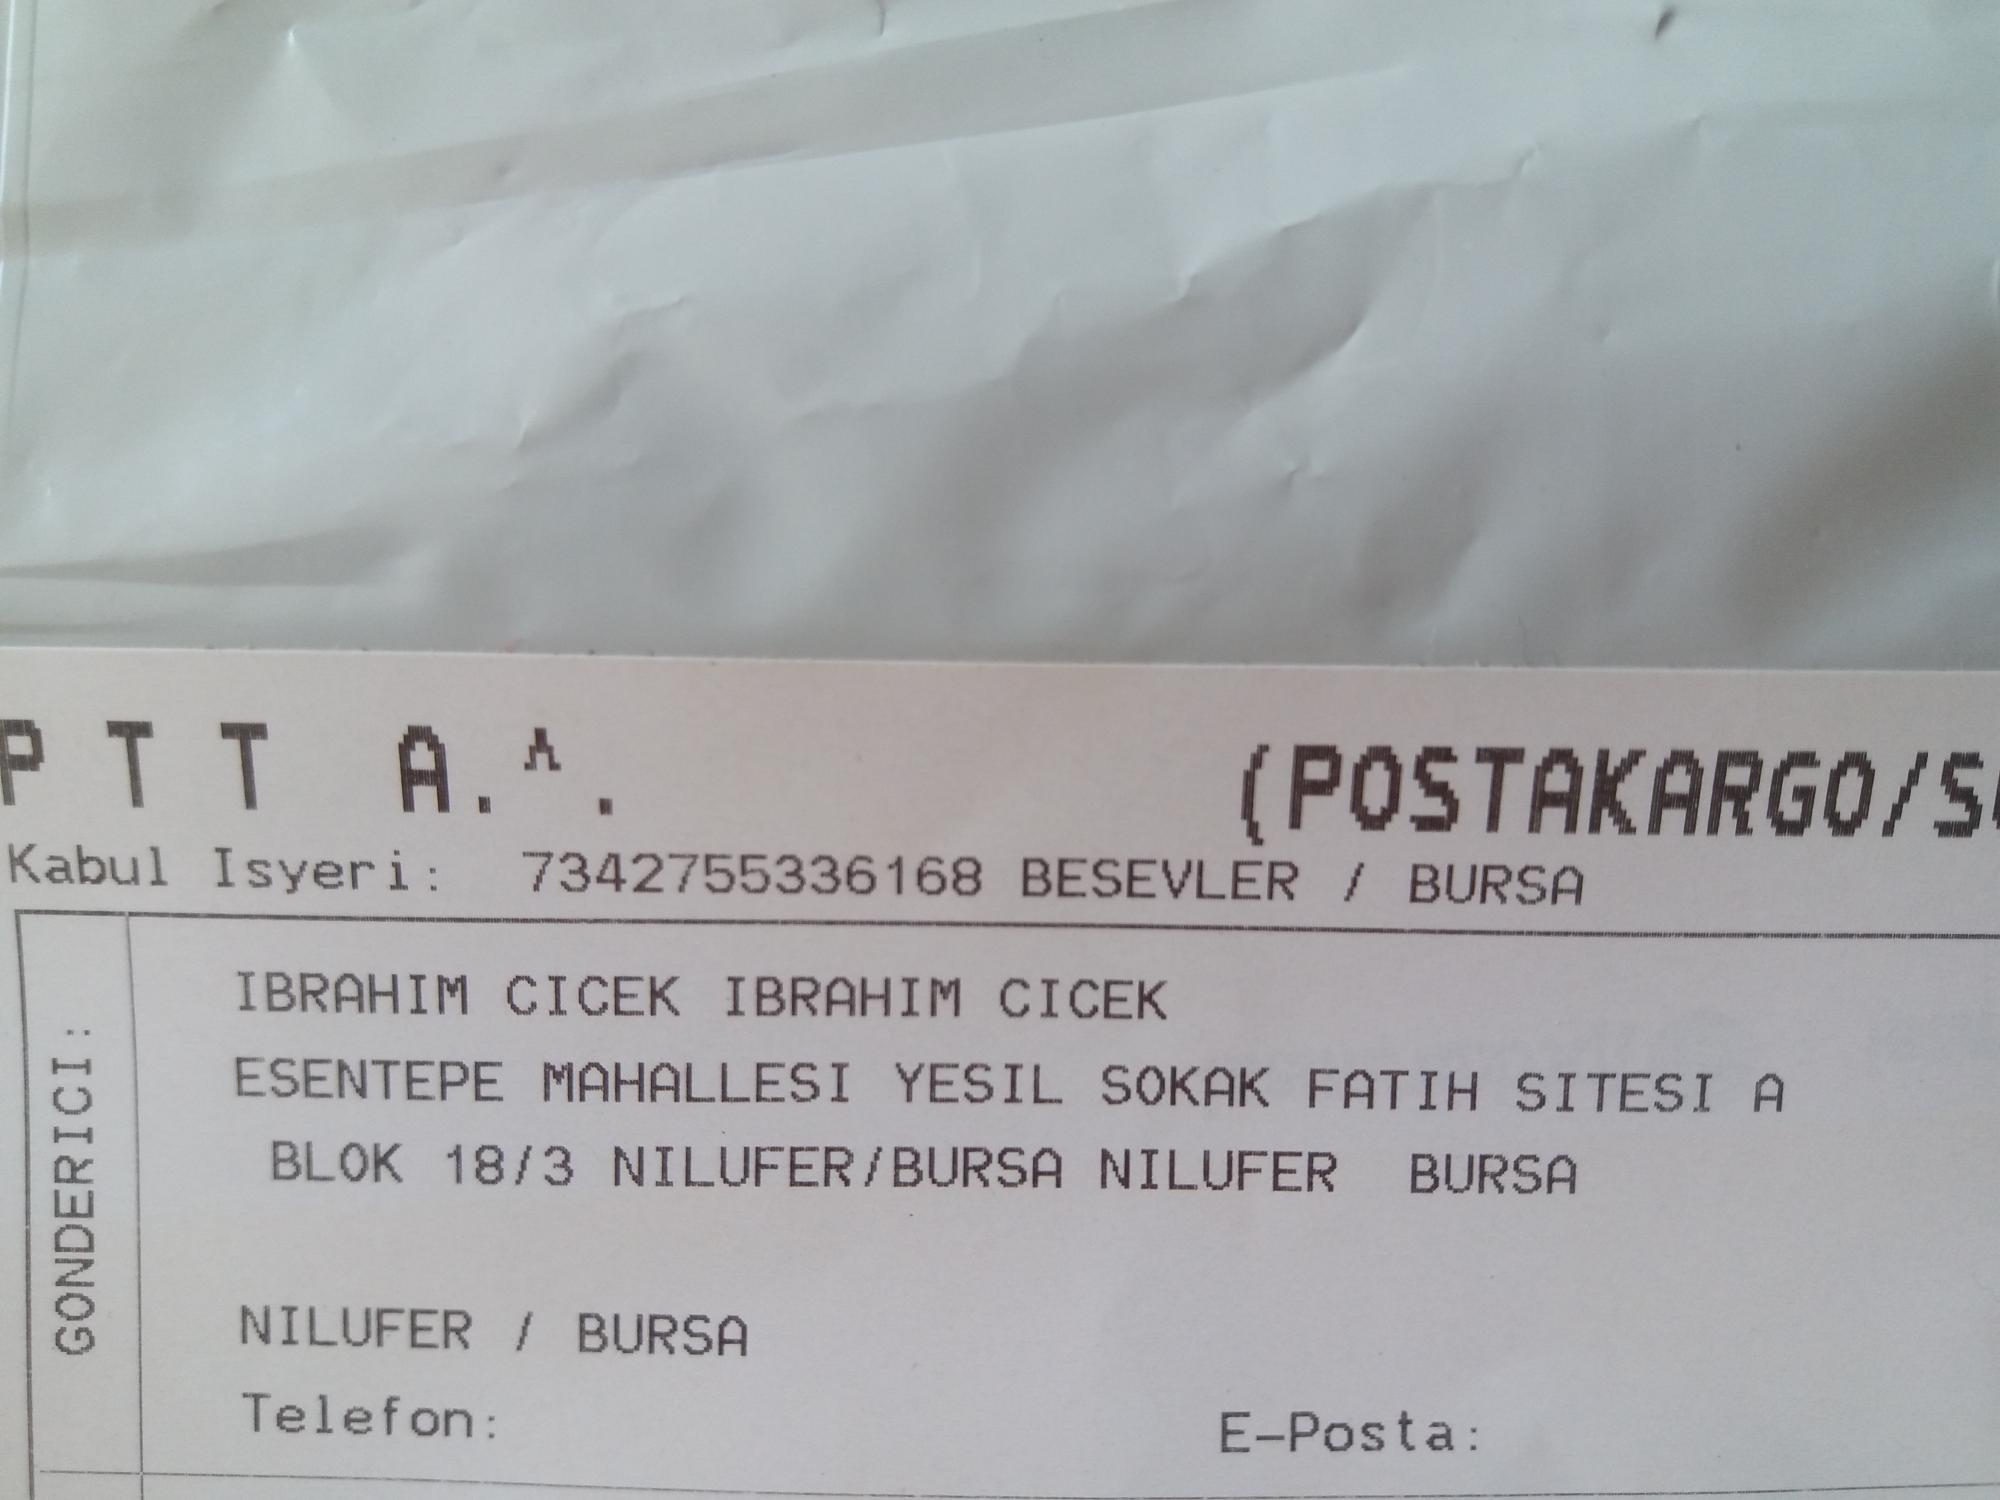 PTT A.^.
(POSTAKARGO/S
Kabul Isyeri: 7342755336168 BESEVLER / BURSA
GONDERICI:
IBRAHIM CICEK IBRAHIM CICEK
ESENTEPE MAHALLESI YESIL SOKAK FATIH SITESI A
BLOK 18/3 NILUFER/BURSA NILUFER BURSA
NILUFER / BURSA
Telefon:
E-Posta: